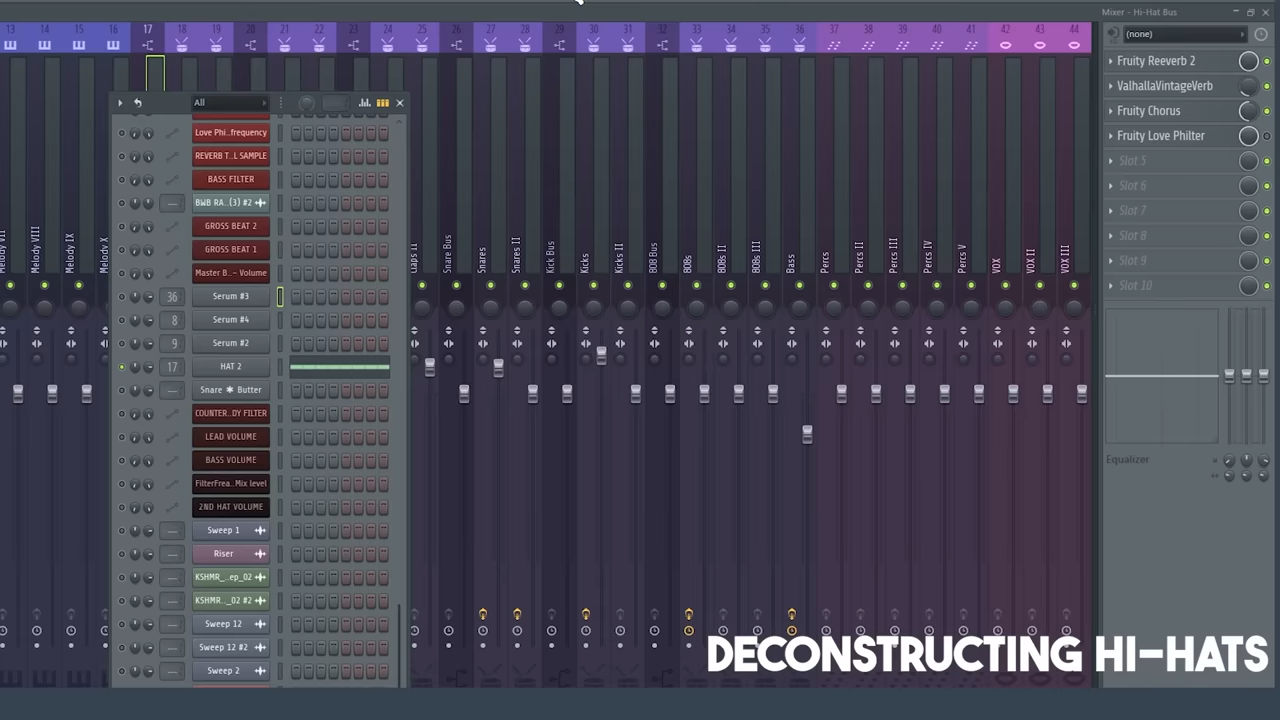 Mixer - Hi-Hat Bus
13 14 15 16 17 18 19 20 21 22 23 24 25 26 27 28 29 30 31 32 33 34 35 36 37 38 39 40 41 42 43 44
(none)
Fruity Reeverb 2
ValhallaVintageVerb
Fruity Chorus
Fruity Love Philter
Slot 5
Slot 6
Slot 7
Slot 8
Slot 9
Slot 10
Equalizer
All
Love Phi..frequency
REVERB T..L SAMPLE
BASS FILTER
BWB RA..(3) #2
GROSS BEAT 2
GROSS BEAT 1
Master B.. - Volume
36 Serum #3
8 Serum #4
9 Serum #2
17 HAT 2
Snare ✱ Butter
COUNTER..DY FILTER
LEAD VOLUME
BASS VOLUME
FilterFrea..Mix level
2ND HAT VOLUME
Sweep 1
Riser
KSHMR_..ep_02
KSHMR_.._02 #2
Sweep 12
Sweep 12 #2
Sweep 2
Melody VIII
Melody IX
Melody X
Snare Bus
Snares
Snares II
Kick Bus
Kicks
Kicks II
808 Bus
808s
808s II
808s III
Bass
Percs
Percs II
Percs III
Percs IV
Percs V
VOX
VOX II
VOX III
DECONSTRUCTING HI-HATS